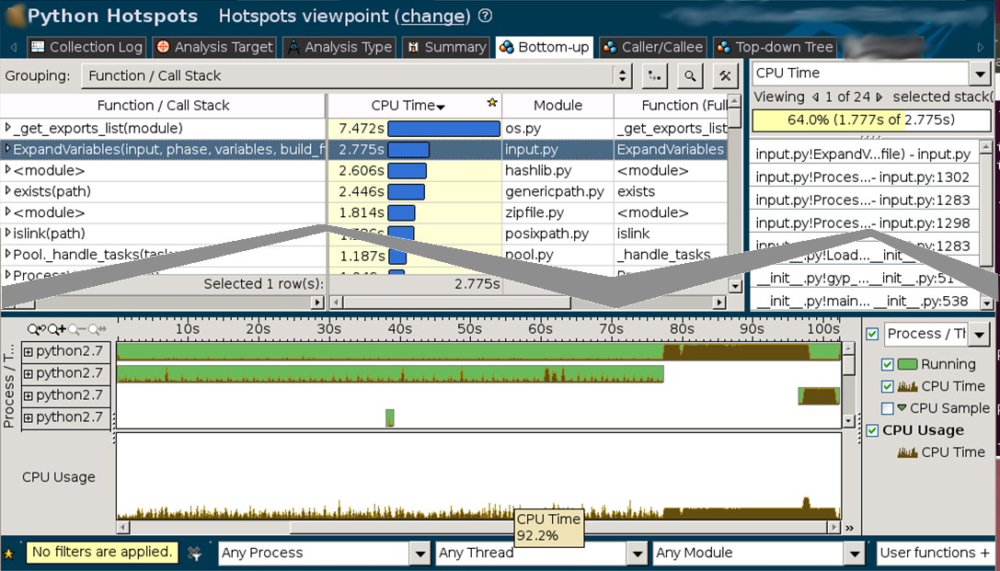 Python Hotspots Hotspots viewpoint (change) ?
Collection Log Analysis Target Analysis Type Summary Bottom-up Caller/Callee Top-down Tree
Grouping: Function / Call Stack
Function / Call Stack CPU Time Module Function (Full
_get_exports_list(module) 7.472s os.py _get_exports_list
ExpandVariables(input, phase, variables, build_f 2.775s input.py ExpandVariables
<module> 2.606s hashlib.py <module>
exists(path) 2.446s genericpath.py exists
<module> 1.814s zipfile.py <module>
islink(path) posixpath.py islink
Pool._handle_tasks(task 1.187s pool.py _handle_tasks
Selected 1 row(s): 2.775s
CPU Time
Viewing 1 of 24 selected stack(
64.0% (1.777s of 2.775s)
input.py!ExpandV...file) - input.py
input.py!Proces...- input.py:1302
input.py!Proces...- input.py:1283
input.py!Proces...- input.py:1298
input.py!Proces...- input.py:1283
__init__.py!Load...__init__
__init__.py!gyp_...__init__.py:51
__init__.py!main... __init__.py:538
10s 20s 30s 40s 50s 60s 70s 80s 90s 100s
Process / T...
python2.7
python2.7
python2.7
python2.7
CPU Usage
CPU Time
92.2%
Process / Th
Running
CPU Time
CPU Sample
CPU Usage
CPU Time
No filters are applied. Any Process Any Thread Any Module User functions +